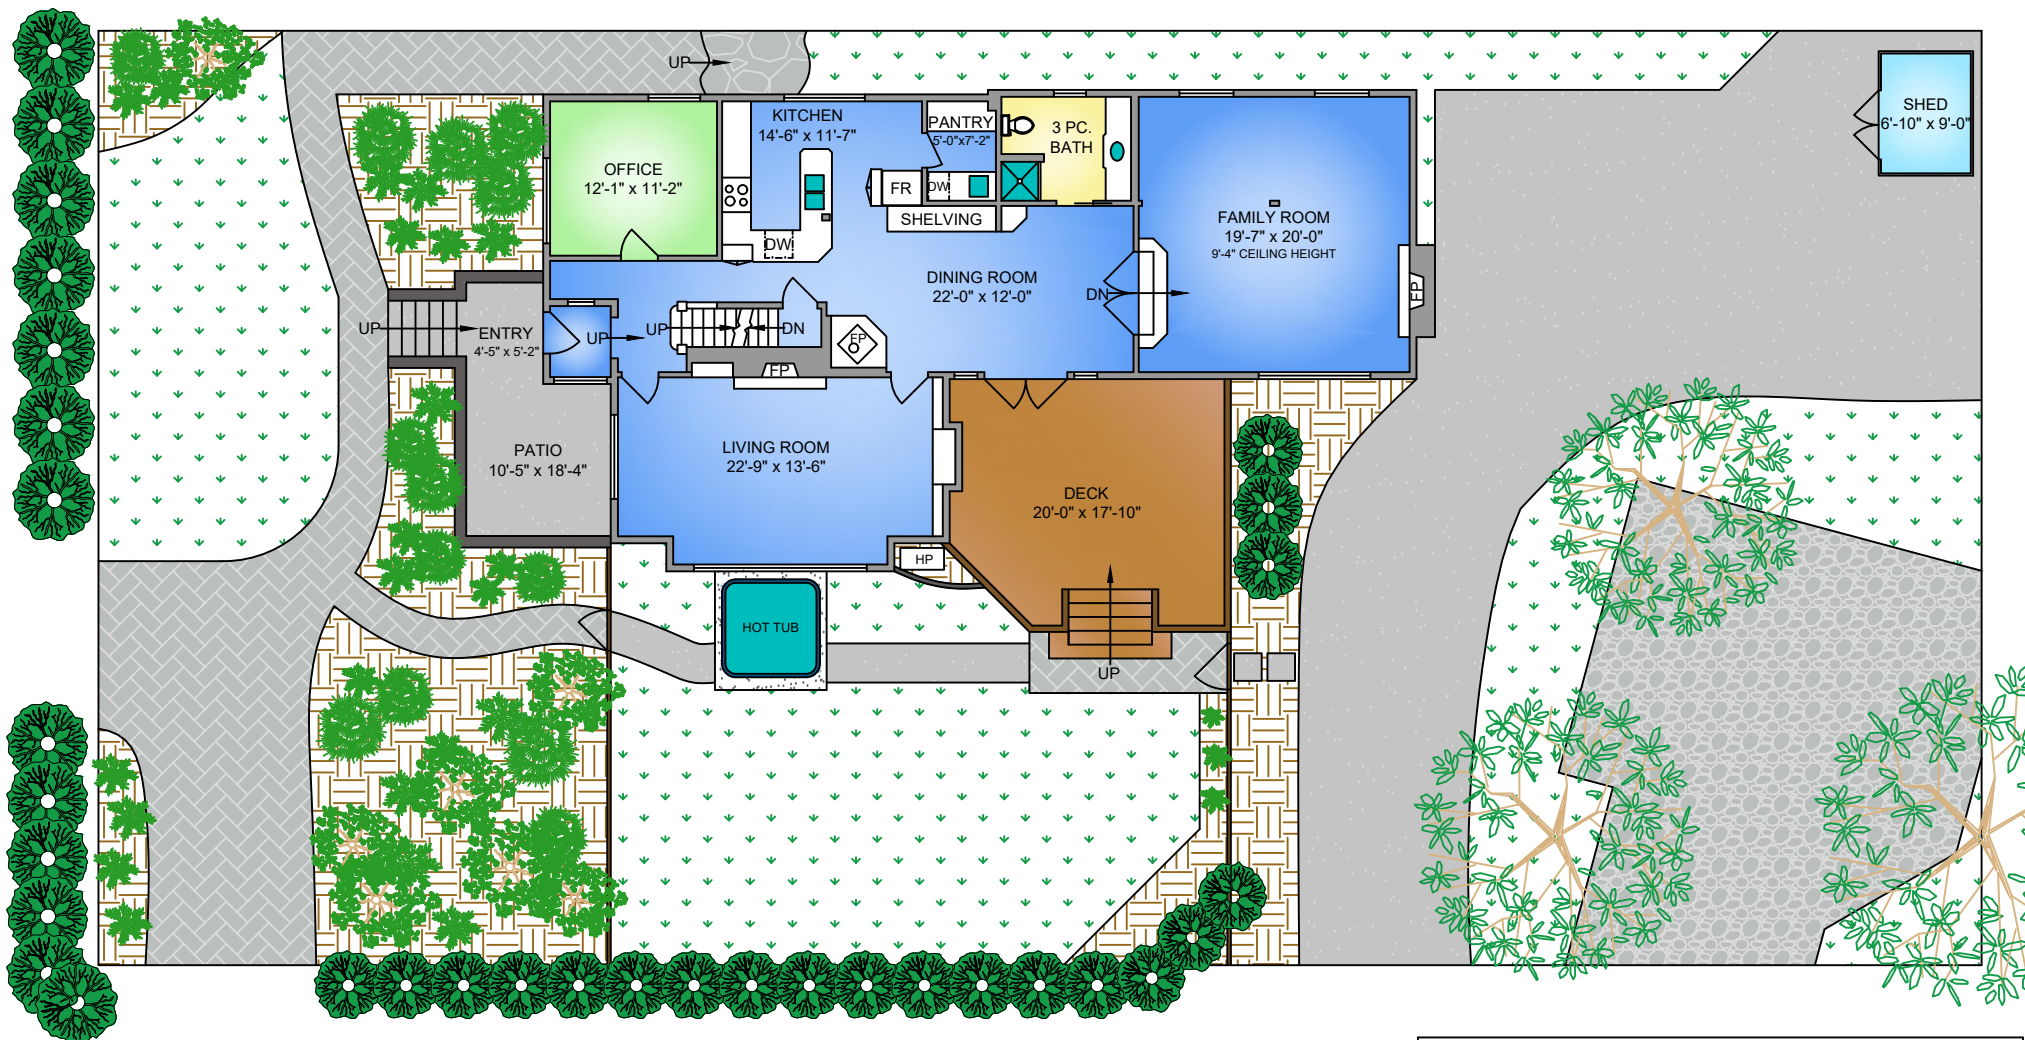 UP
KITCHEN
14'-6" x 11'-7"
PANTRY
5'-0"x7'-2"
3 PC.
BATH
SHED
6'-10" x 9'-0"
OFFICE
12'-1" x 11'-2"
FR
DW
SHELVING
DW
FAMILY ROOM
19'-7" x 20'-0"
9'-4" CEILING HEIGHT
DINING ROOM
22'-0" x 12'-0"
DN
FP
UP
ENTRY
4'-5" x 5'-2"
UP
UP
DN
FP
FP
LIVING ROOM
22'-9" x 13'-6"
PATIO
10'-5" x 18'-4"
DECK
20'-0" x 17'-10"
HP
HOT TUB
UP